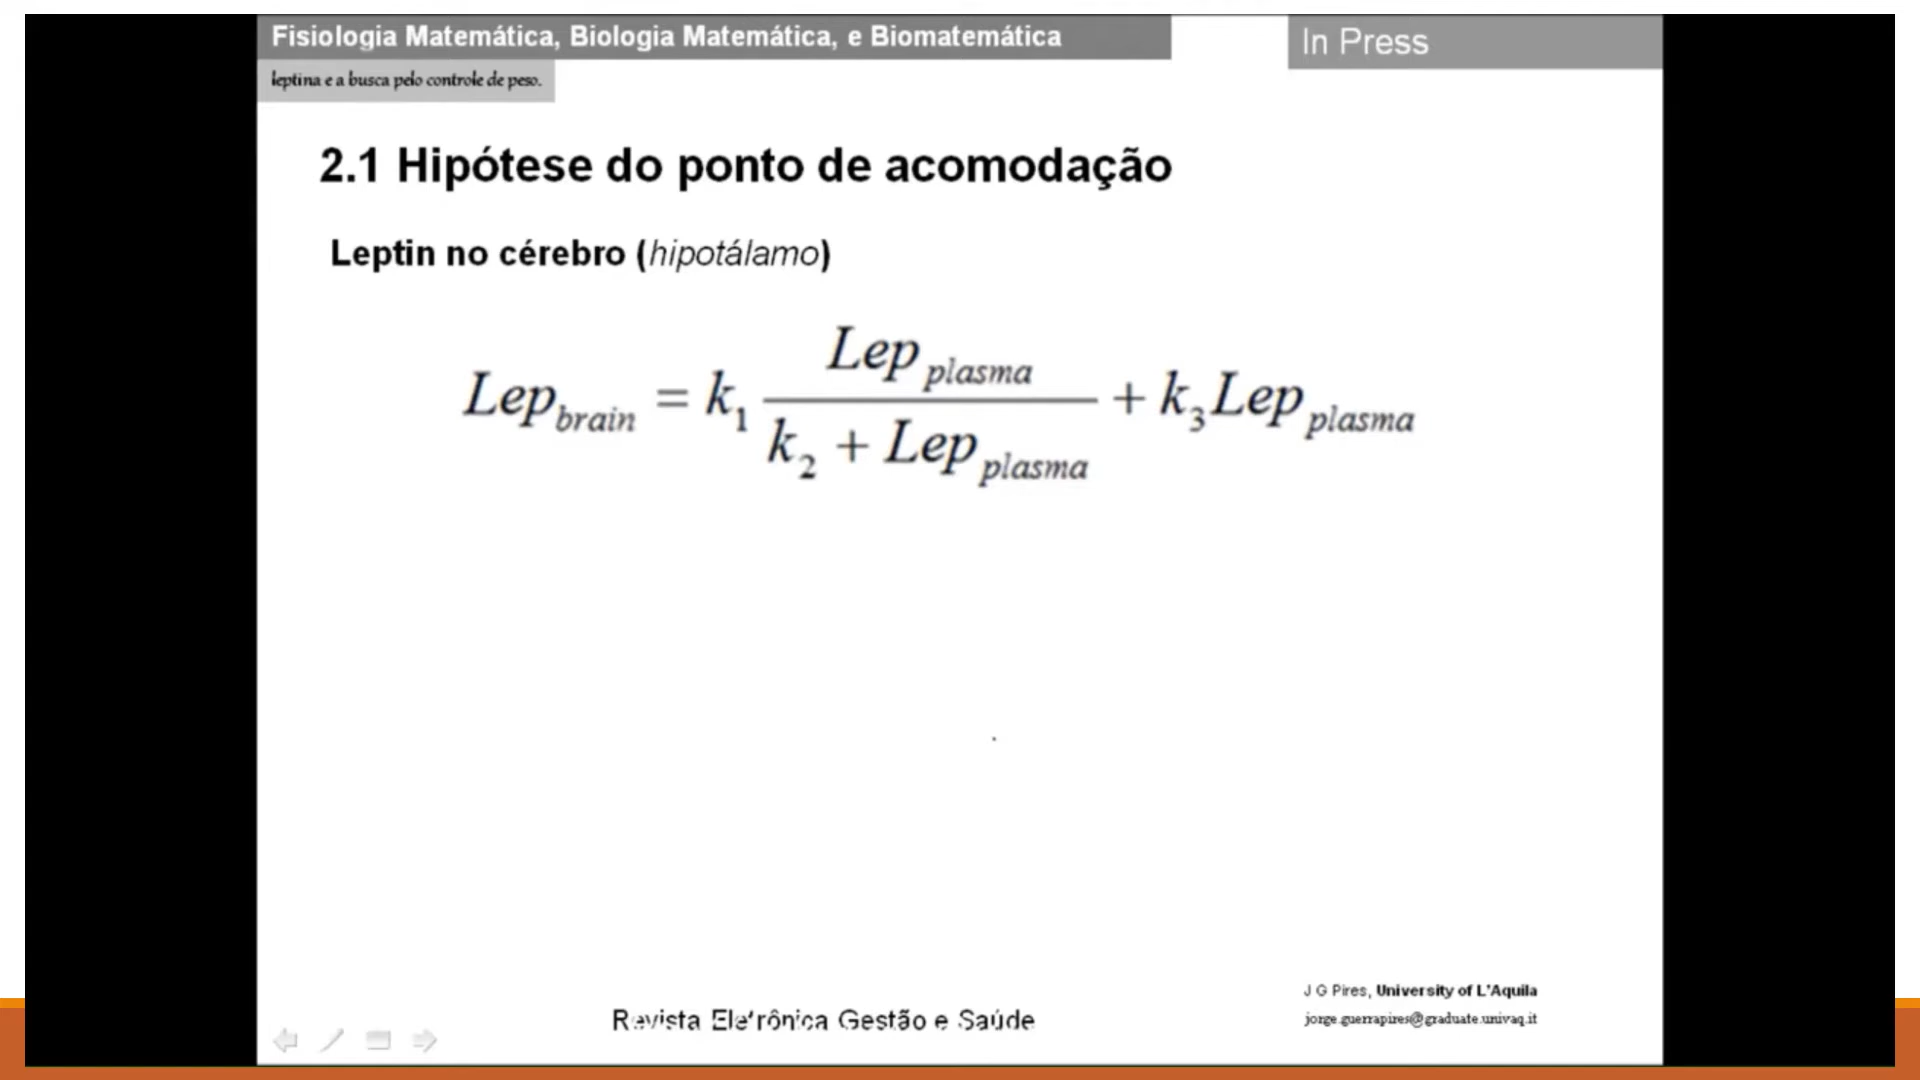 Fisiologia Matemática, Biologia Matemática, e Biomatemática
In Press
leptina e a busca pelo controle de peso.
2.1 Hipótese do ponto de acomodação
Leptin no cérebro (hipotálamo)
Lep_brain = k_1 Lep_plasma / (k_2 + Lep_plasma) + k_3 Lep_plasma
J G Pires, University of L'Aquila
Revista Eletrônica Gestão e Saúde
jorge.guerrapires@graduate.univaq.it